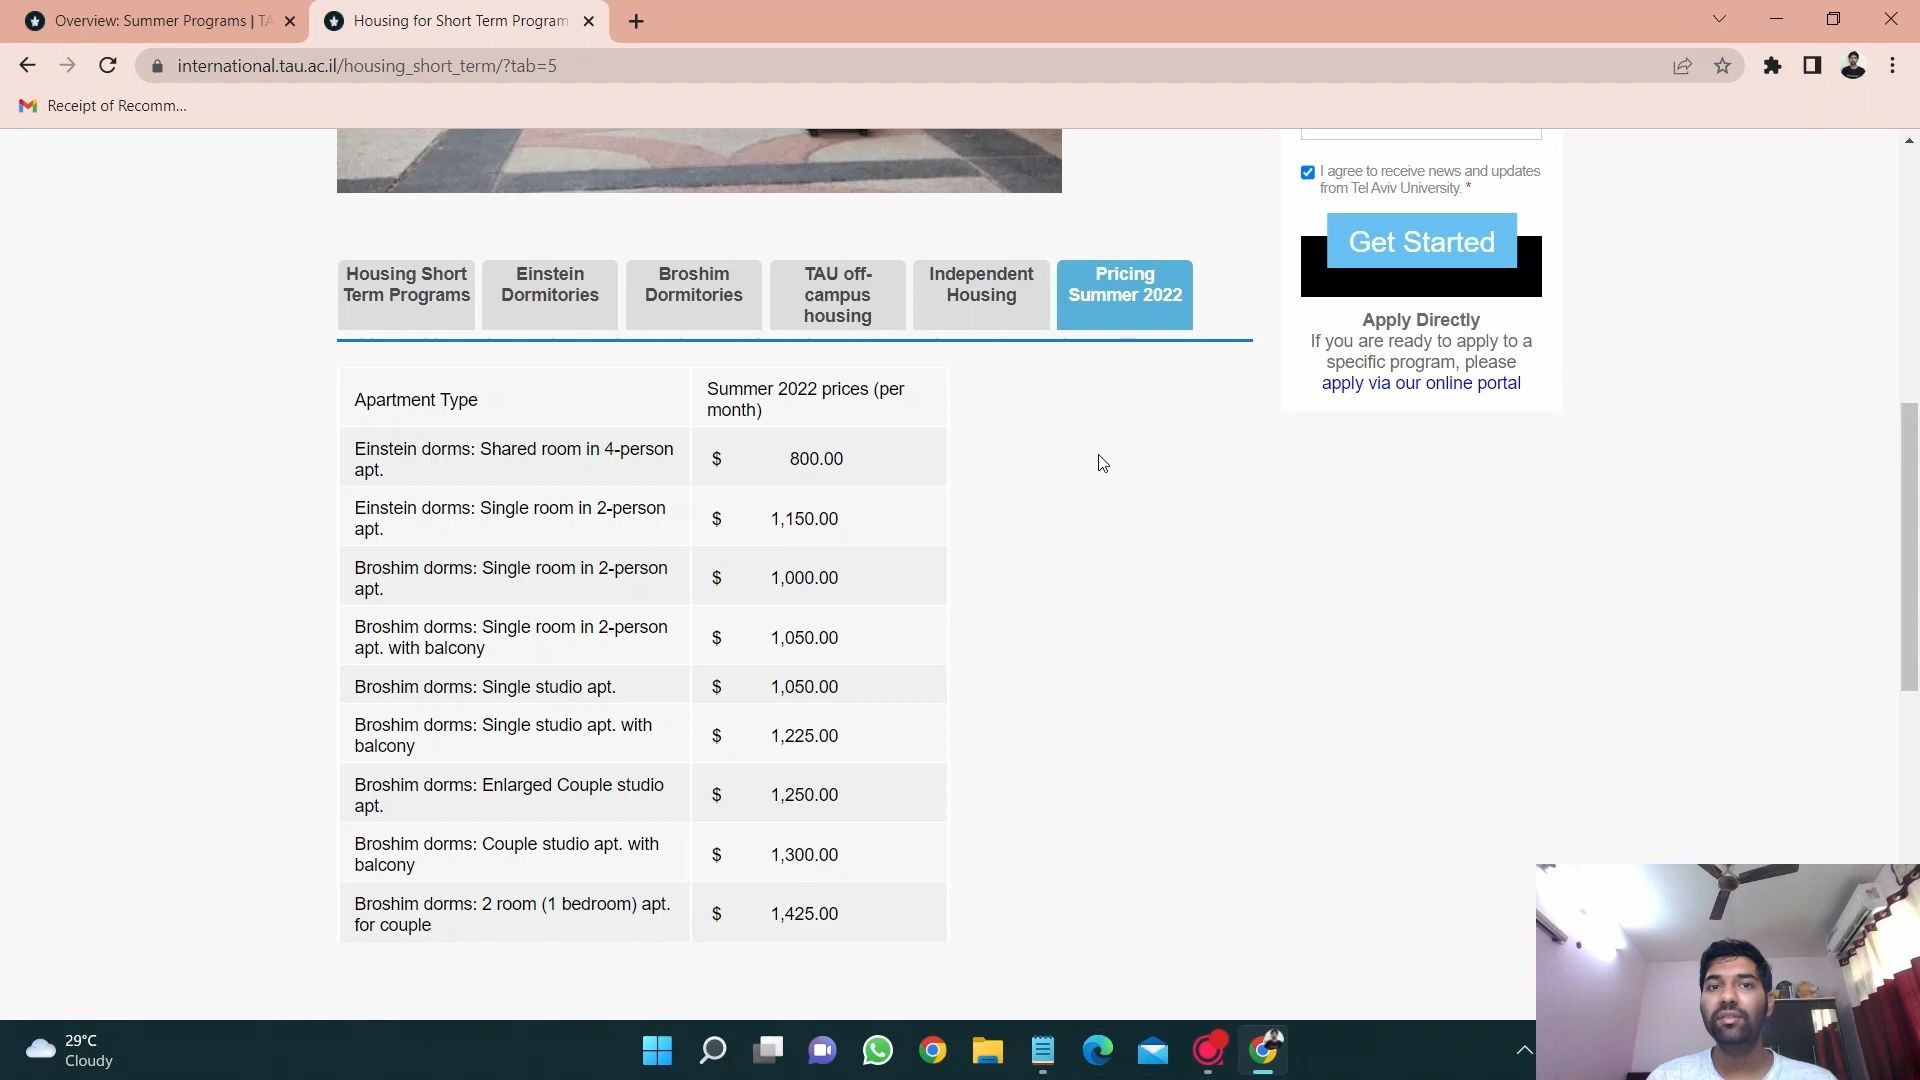 Overview: Summer Programs | TA
Housing for Short Term Program
international.tau.ac.il/housing_short_term/?tab=5
Receipt of Recomm...
I agree to receive news and updates
from Tel Aviv University. *
Get Started
Apply Directly
If you are ready to apply to a
specific program, please
apply via our online portal
Housing Short
Term Programs
Einstein
Dormitories
Broshim
Dormitories
TAU off-
campus
housing
Independent
Housing
Pricing
Summer 2022
Apartment Type
Summer 2022 prices (per
month)
Einstein dorms: Shared room in 4-person
apt.
$ 800.00
Einstein dorms: Single room in 2-person
apt.
$ 1,150.00
Broshim dorms: Single room in 2-person
apt.
$ 1,000.00
Broshim dorms: Single room in 2-person
apt. with balcony
$ 1,050.00
Broshim dorms: Single studio apt.
$ 1,050.00
Broshim dorms: Single studio apt. with
balcony
$ 1,225.00
Broshim dorms: Enlarged Couple studio
apt.
$ 1,250.00
Broshim dorms: Couple studio apt. with
balcony
$ 1,300.00
Broshim dorms: 2 room (1 bedroom) apt.
for couple
$ 1,425.00
29°C
Cloudy